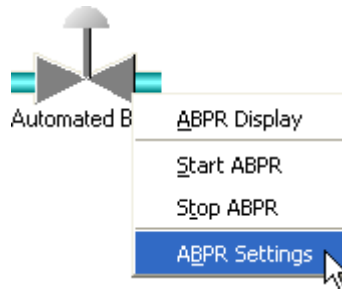 Automated B
ABPR Display
Start ABPR
Stop ABPR
ABPR Settings